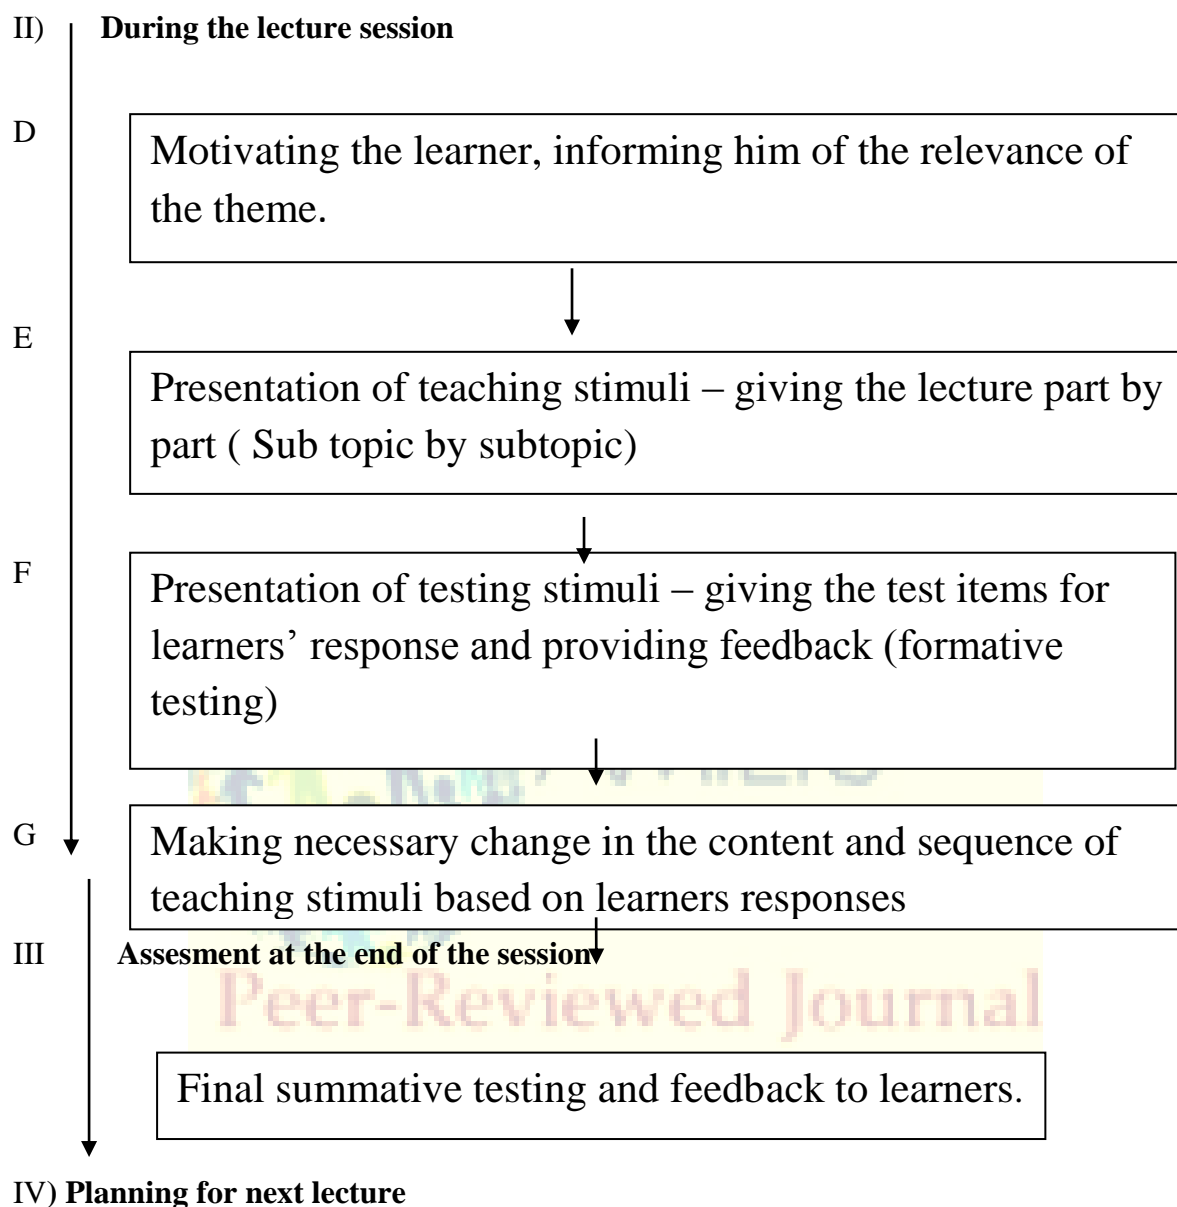 II) During the lecture session
D
Motivating the learner, informing him of the relevance of
the theme.
E
Presentation of teaching stimuli – giving the lecture part by
part ( Sub topic by subtopic)
F
Presentation of testing stimuli – giving the test items for
learners’ response and providing feedback (formative
testing)
G
Making necessary change in the content and sequence of
teaching stimuli based on learners responses
III Assesment at the end of the session
Peer-Reviewed Journal
Final summative testing and feedback to learners.
IV) Planning for next lecture